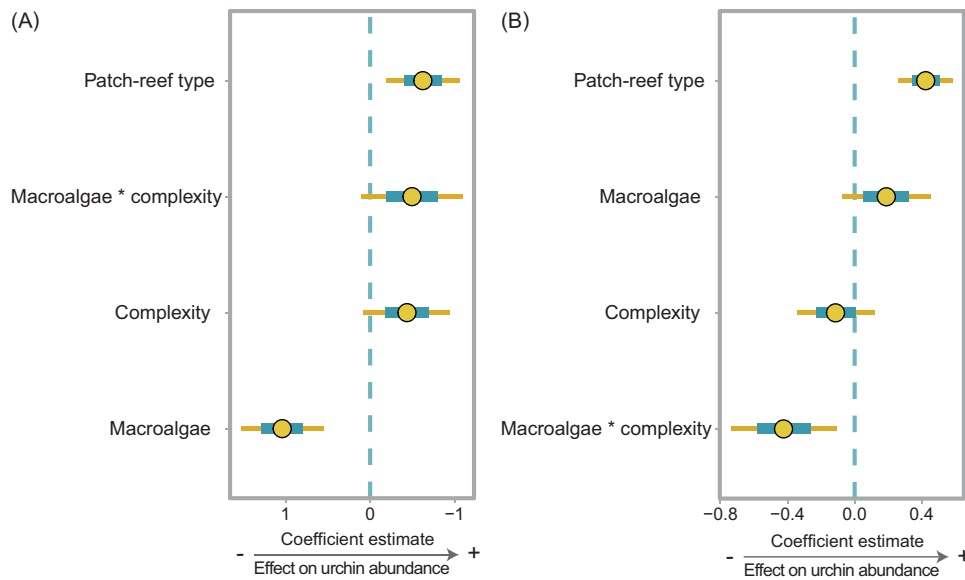 (A)
Patch-reef type
Macroalgae * complexity
Complexity
Macroalgae
1 0 −1
Coefficient estimate
- +
Effect on urchin abundance
(B)
Patch-reef type
Macroalgae
Complexity
Macroalgae * complexity
−0.8 −0.4 0.0 0.4
Coefficient estimate
- +
Effect on urchin abundance